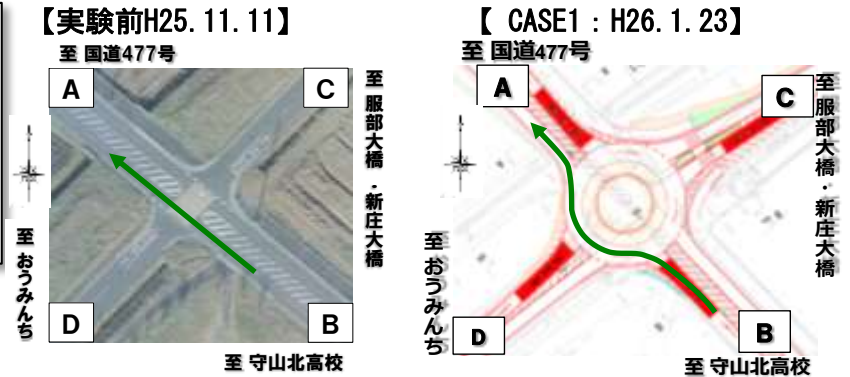 【実験前H25.11.11】
至 国道477号
A
C
至 服部大橋・新庄大橋
至 おうみんち
D
B
至 守山北高校
【 CASE1：H26.1.23】
至 国道477号
A
C
至 服部大橋・新庄大橋
至 おうみんち
D
B
至 守山北高校